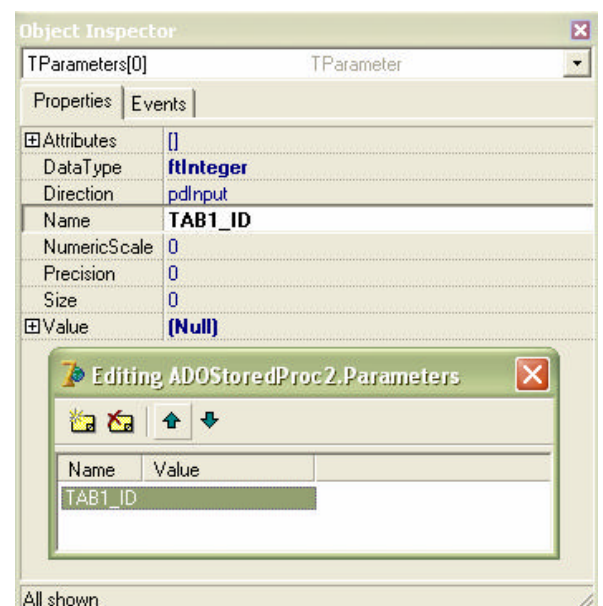 Object Inspector
TParameters[0] TParameter
Properties Events
Attributes []
DataType ftInteger
Direction pdInput
Name TAB1_ID
NumericScale 0
Precision 0
Size 0
Value (Null)
Editing ADOStoredProc2.Parameters
Name Value
TAB1_ID
All shown